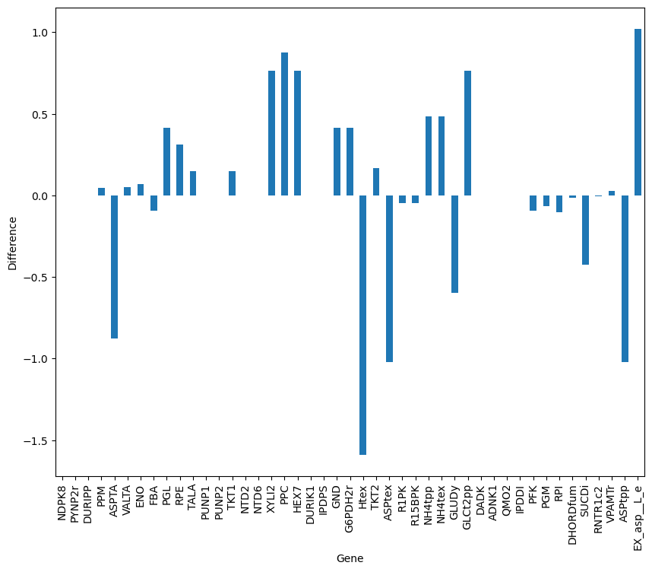 1.0
0.5
0.0
−0.5
−1.0
−1.5
Difference
NDPK8
PYNP2r
DURIPP
PPM
ASPTA
VALTA
ENO
FBA
PGL
RPE
TALA
PUNP1
PUNP2
TKT1
NTD2
NTD6
XYLI2
PPC
HEX7
DURIK1
IPDPS
GND
G6PDH2r
Htex
TKT2
ASPtex
R1PK
R15BPK
NH4tpp
NH4tex
GLUDy
GLCt2pp
DADK
ADNK1
QMO2
IPDDI
PFK
PGM
RPI
DHORDfum
SUCDi
RNTR1c2
VPAMTr
ASPtpp
EX_asp__L_e
Gene